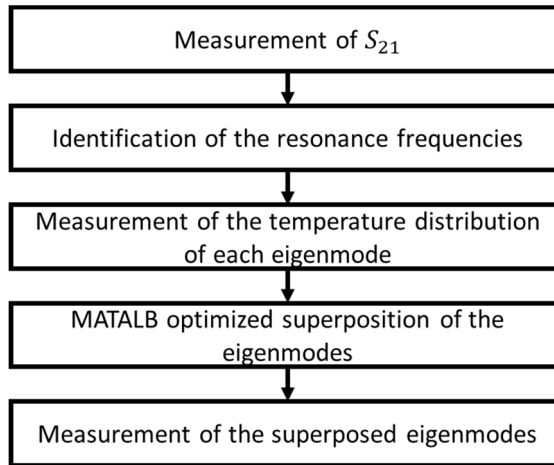 Measurement of S₂₁
Identification of the resonance frequencies
Measurement of the temperature distribution
of each eigenmode
MATALB optimized superposition of the
eigenmodes
Measurement of the superposed eigenmodes